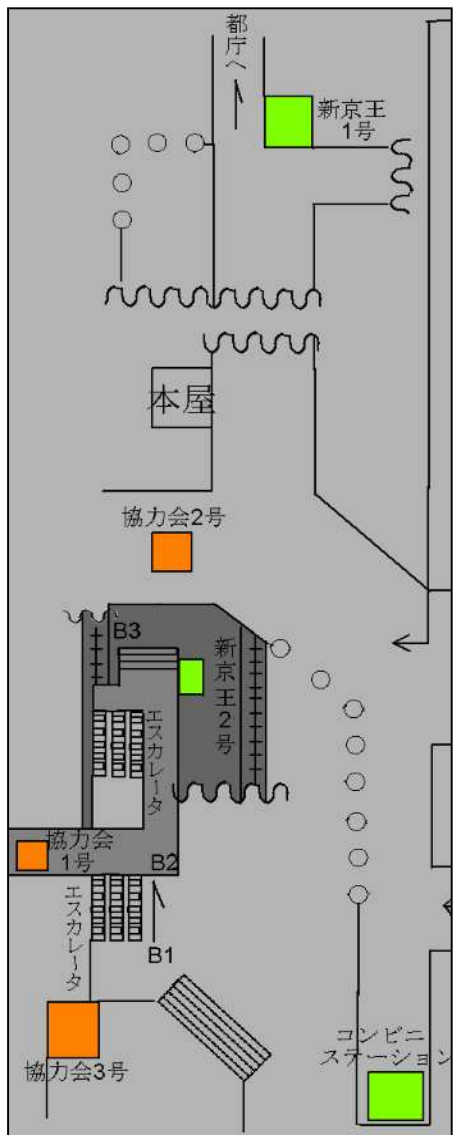 都庁へ
新京王
1号
本屋
協力会2号
B3
新京王2号
エスカレータ
協力会
1号
B2
エスカレータ
B1
協力会3号
コンビニ
ステーション